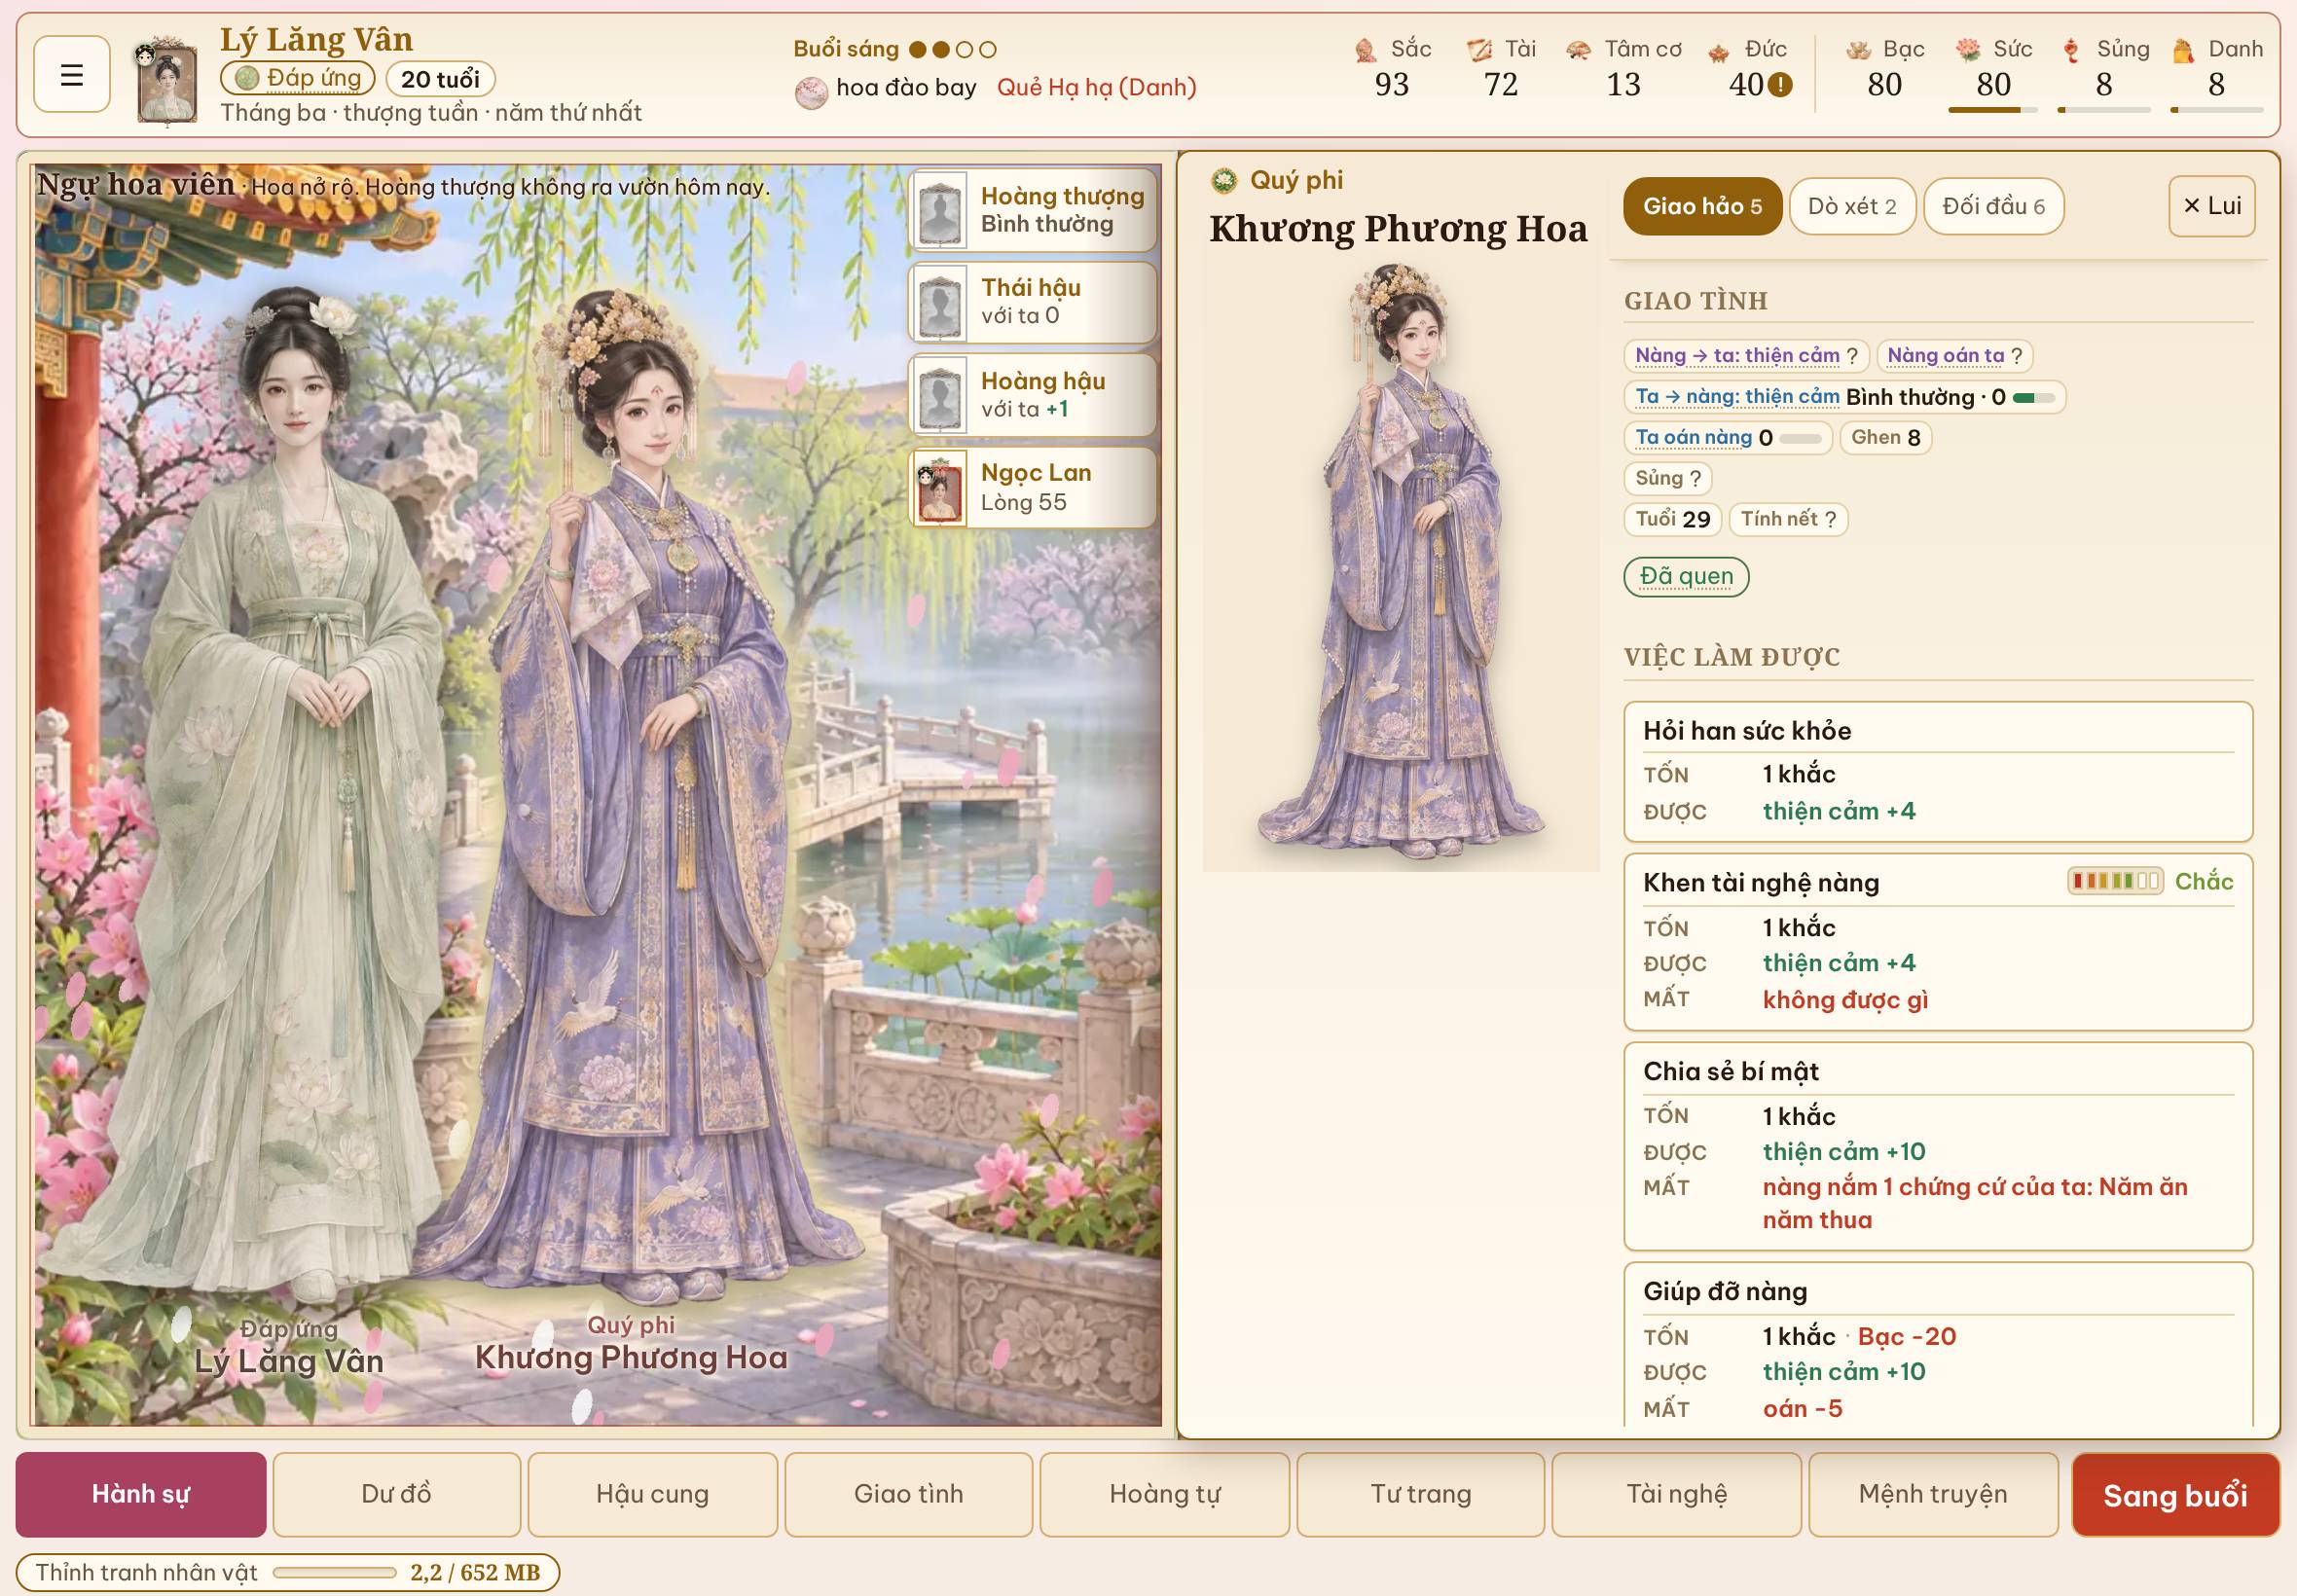 Lý Lăng Vân
Đáp ứng
20 tuổi
Tháng ba · thượng tuần · năm thứ nhất
Buổi sáng
hoa đào bay Quẻ Hạ hạ (Danh)
Sắc 93
Tài 72
Tâm cơ 13
Đức 40 !
Bạc 80
Sức 80
Sủng 8
Danh 8
Ngự hoa viên · Hoa nở rộ. Hoàng thượng không ra vườn hôm nay.
Hoàng thượng
Bình thường
Thái hậu
với ta 0
Hoàng hậu
với ta +1
Ngọc Lan
Lòng 55
Đáp ứng
Lý Lăng Vân
Quý phi
Khương Phương Hoa
Quý phi
Khương Phương Hoa
Giao hảo 5
Dò xét 2
Đối đầu 6
✕ Lui
GIAO TÌNH
Nàng → ta: thiện cảm ? Nàng oán ta ?
Ta → nàng: thiện cảm Bình thường · 0
Ta oán nàng 0 Ghen 8
Sủng ?
Tuổi 29 Tính nết ?
Đã quen
VIỆC LÀM ĐƯỢC
Hỏi han sức khỏe
TỐN 1 khắc
ĐƯỢC thiện cảm +4
Khen tài nghệ nàng Chắc
TỐN 1 khắc
ĐƯỢC thiện cảm +4
MẤT không được gì
Chia sẻ bí mật
TỐN 1 khắc
ĐƯỢC thiện cảm +10
MẤT nàng nắm 1 chứng cứ của ta: Năm ăn
năm thua
Giúp đỡ nàng
TỐN 1 khắc · Bạc -20
ĐƯỢC thiện cảm +10
MẤT oán -5
Hành sự
Dư đồ
Hậu cung
Giao tình
Hoàng tự
Tư trang
Tài nghệ
Mệnh truyện
Sang buổi
Thỉnh tranh nhân vật 2,2 / 652 MB